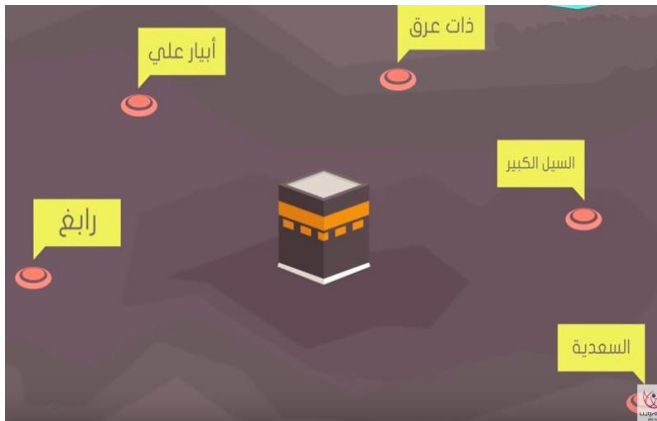 ذات عرق
أبيار علي
السيل الكبير
رابغ
السعدية